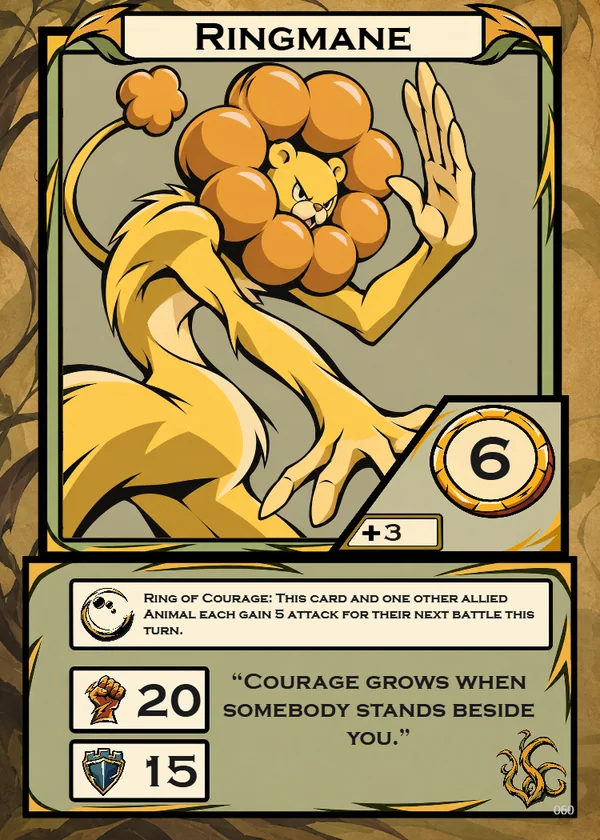 Ringmane
6
+3
Ring of Courage: This card and one other allied
Animal each gain 5 attack for their next battle this
turn.
20
15
“Courage grows when
somebody stands beside
you.”
060